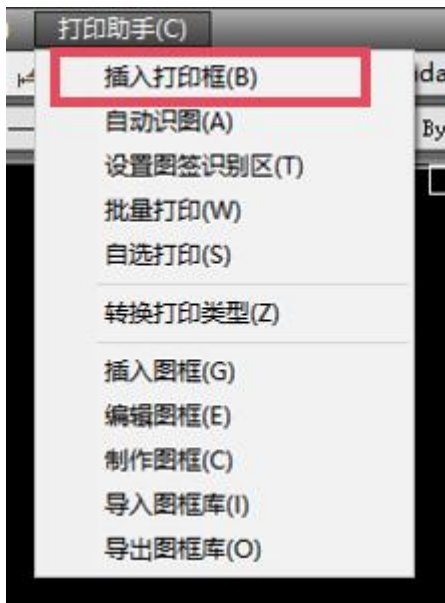 打印助手(C)
插入打印框(B)
自动识图(A)
设置图签识别区(T)
批量打印(W)
自选打印(S)
转换打印类型(Z)
插入图框(G)
编辑图框(E)
制作图框(C)
导入图框库(I)
导出图框库(O)
ida
By